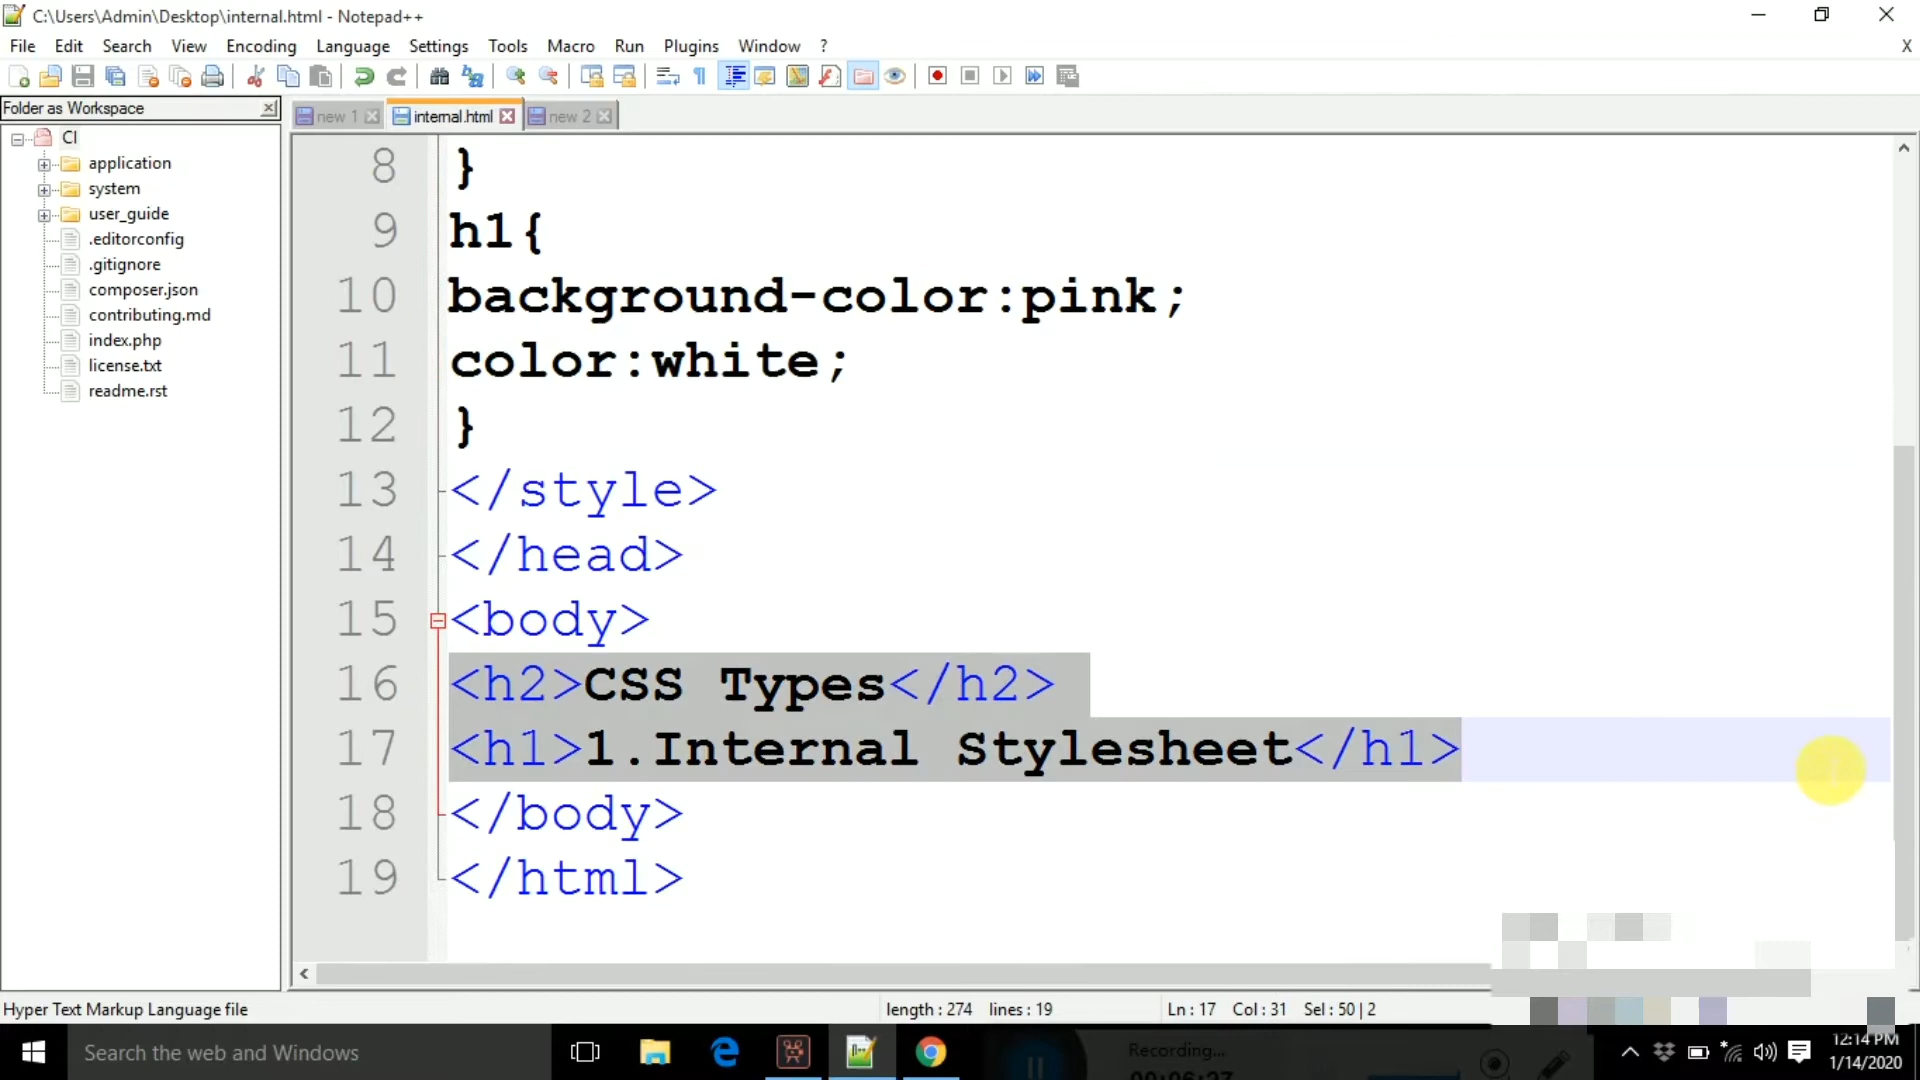 C:\Users\Admin\Desktop\internal.html - Notepad++
File Edit Search View Encoding Language Settings Tools Macro Run Plugins Window ? X
Folder as Workspace
new 1 internal.html new 2
CI
application
system
user_guide
.editorconfig
.gitignore
composer.json
contributing.md
index.php
license.txt
readme.rst
8 }
9 h1{
10 background-color:pink;
11 color:white;
12 }
13 </style>
14 </head>
15 <body>
16 <h2>CSS Types</h2>
17 <h1>1.Internal Stylesheet</h1>
18 </body>
19 </html>
Hyper Text Markup Language file length : 274 lines : 19 Ln : 17 Col : 31 Sel : 50 | 2
Search the web and Windows
Recording...
12:14 PM
1/14/2020